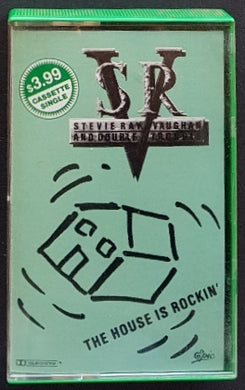 $3.99
CASSETTE
SINGLE
SRV
STEVIE RAY VAUGHAN
AND DOUBLE TROUBLE
THE HOUSE IS ROCKIN'
Epic